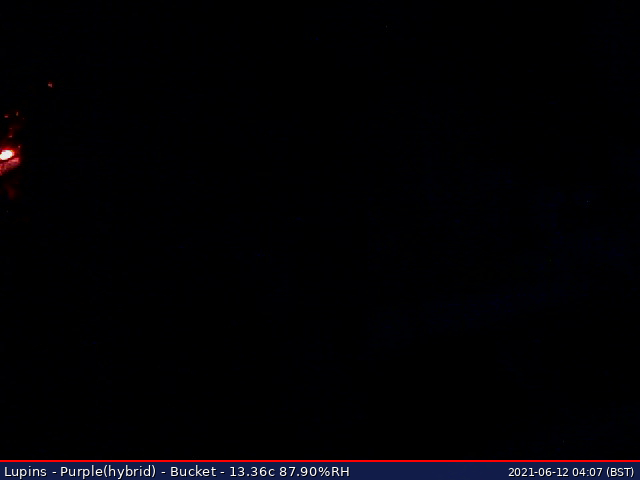 Lupins - Purple(hybrid) - Bucket - 13.36c 87.90%RH
2021-06-12 04:07 (BST)